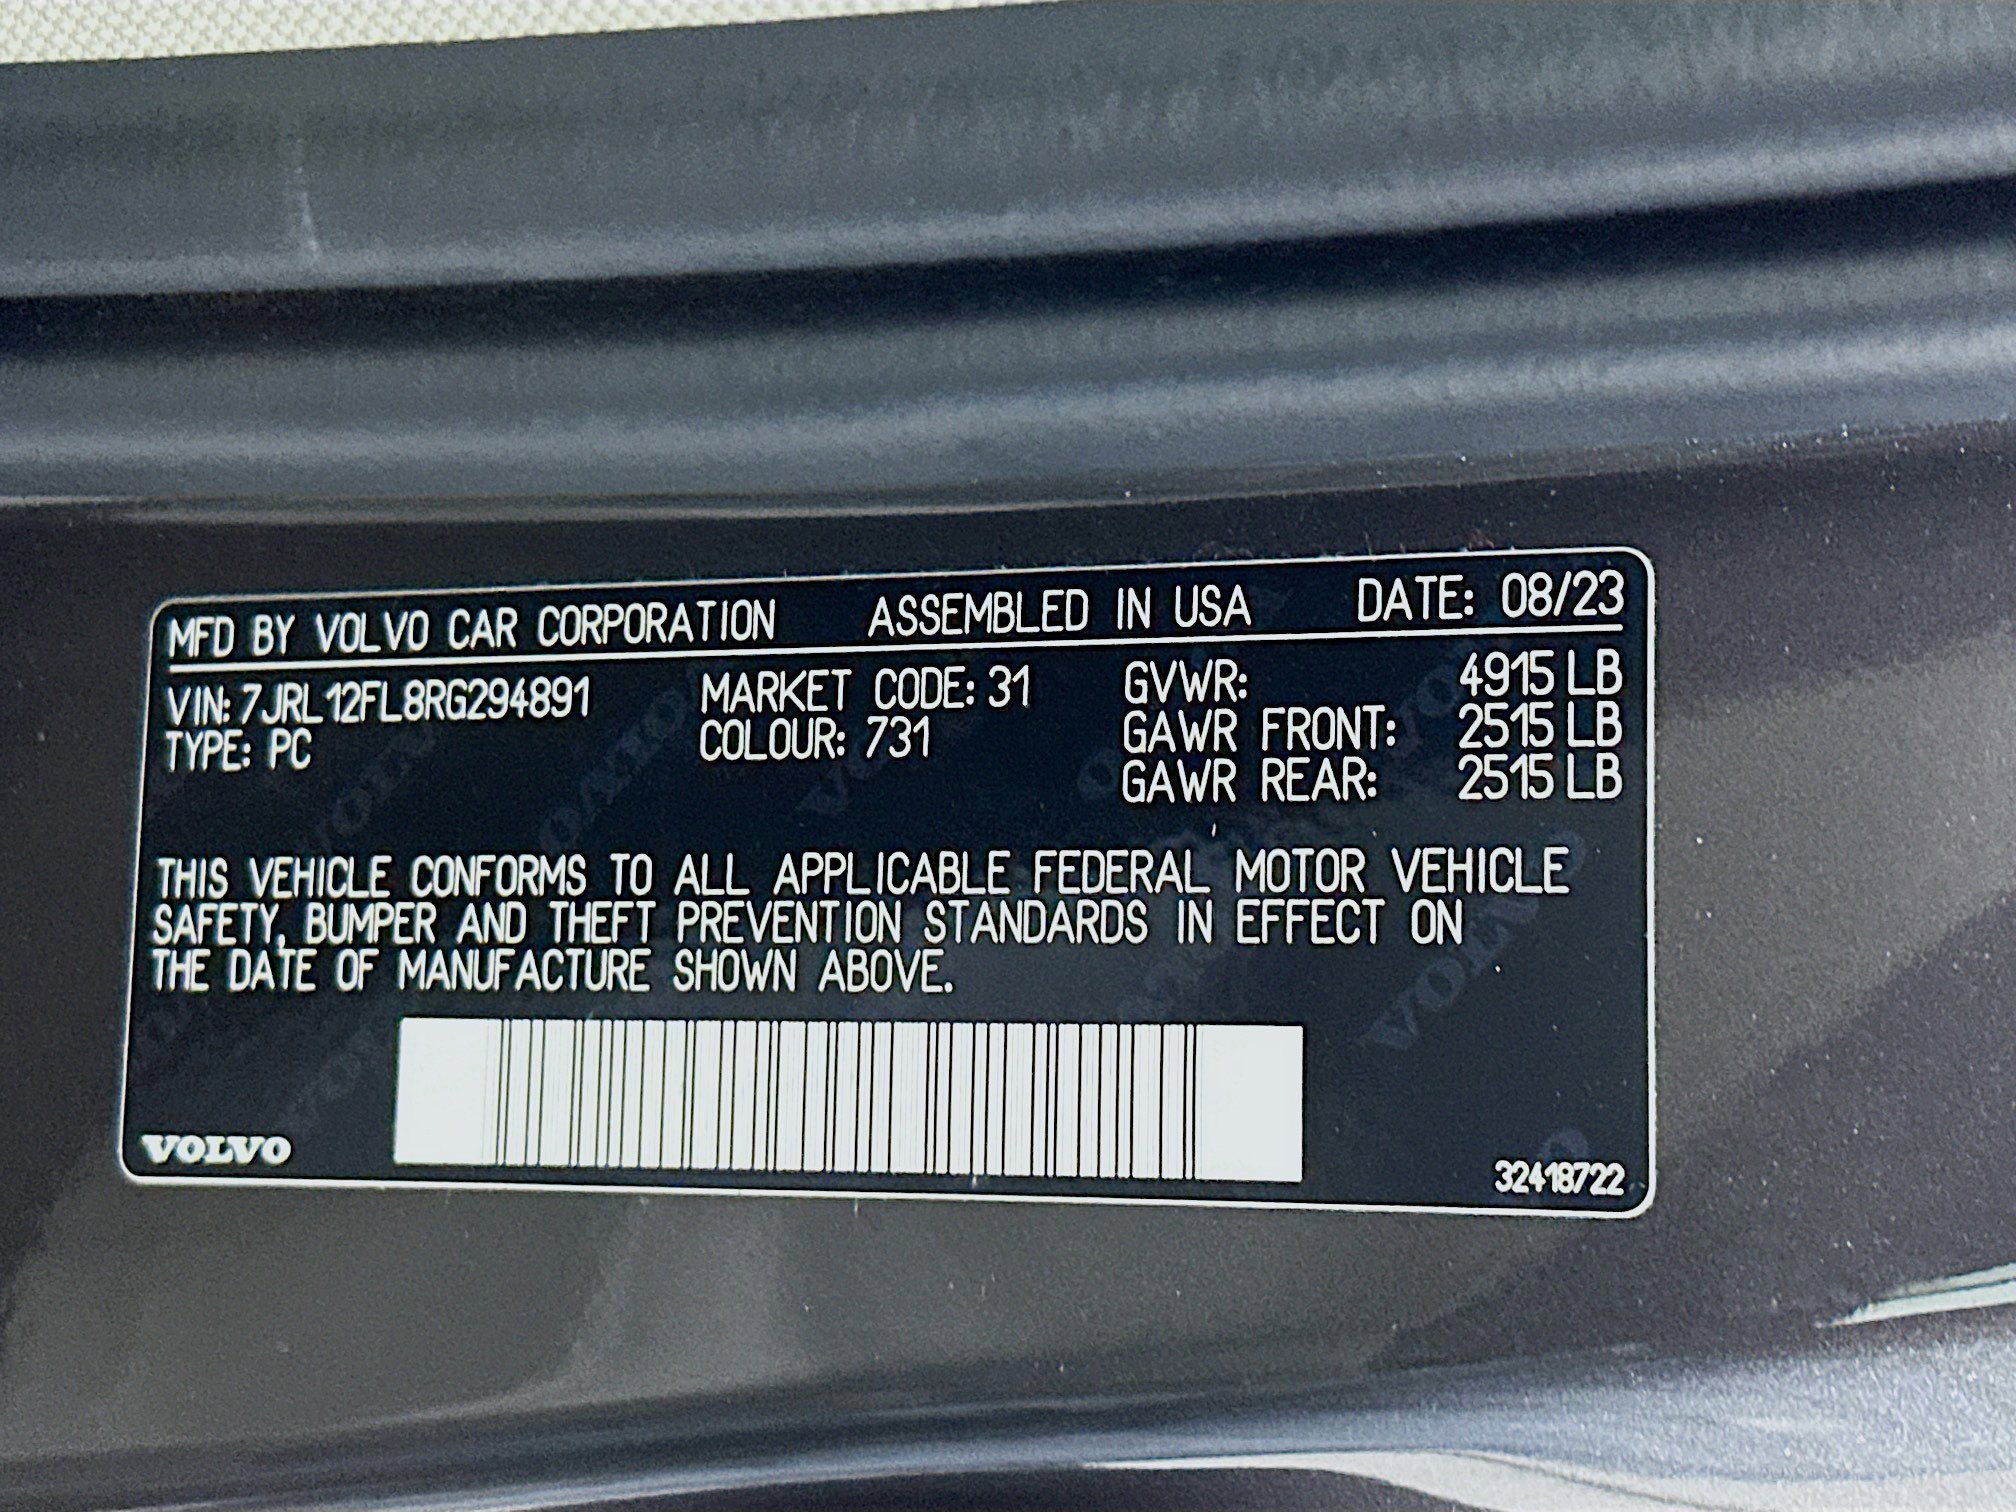 MFD BY VOLVO CAR CORPORATION ASSEMBLED IN USA DATE: 08/23
VIN: 7JRL12FL8RG294891 MARKET CODE: 31 GVWR: 4915 LB
TYPE: PC COLOUR: 731 GAWR FRONT: 2515 LB
GAWR REAR: 2515 LB
THIS VEHICLE CONFORMS TO ALL APPLICABLE FEDERAL MOTOR VEHICLE
SAFETY, BUMPER AND THEFT PREVENTION STANDARDS IN EFFECT ON
THE DATE OF MANUFACTURE SHOWN ABOVE.
VOLVO
32418722